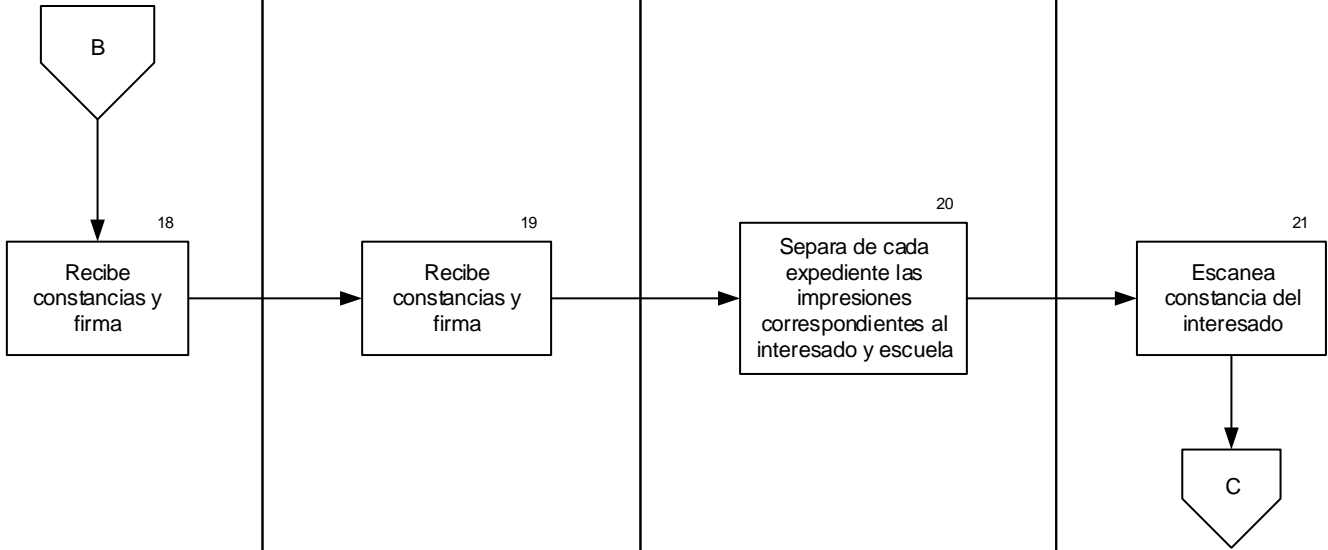 B
18
Recibe
constancias y
firma
19
Recibe
constancias y
firma
20
Separa de cada
expediente las
impresiones
correspondientes al
interesado y escuela
21
Escanea
constancia del
interesado
C